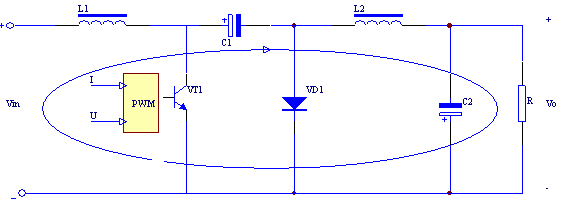 L1
L2
+
+
+
C1
I
VT1
PWM
U
Vin
VD1
C2
+
R
Vo
-
-